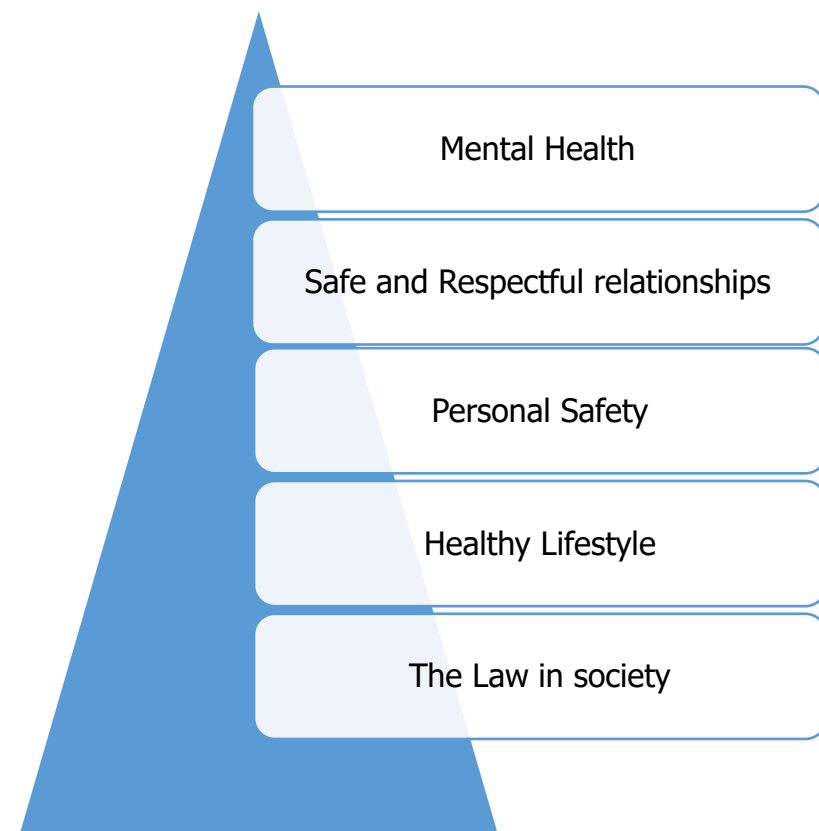 Mental Health
Safe and Respectful relationships
Personal Safety
Healthy Lifestyle
The Law in society